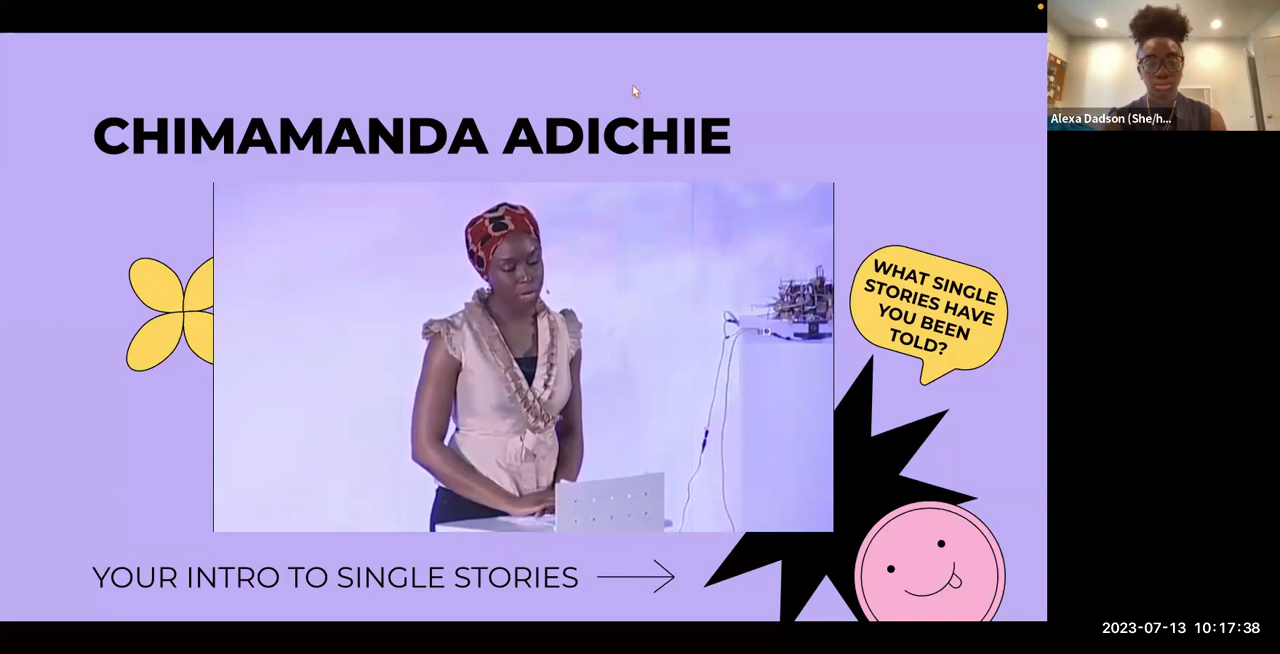 CHIMAMANDA ADICHIE
WHAT SINGLE
STORIES HAVE
YOU BEEN
TOLD?
YOUR INTRO TO SINGLE STORIES
Alexa Dadson (She/h...
2023-07-13 10:17:38